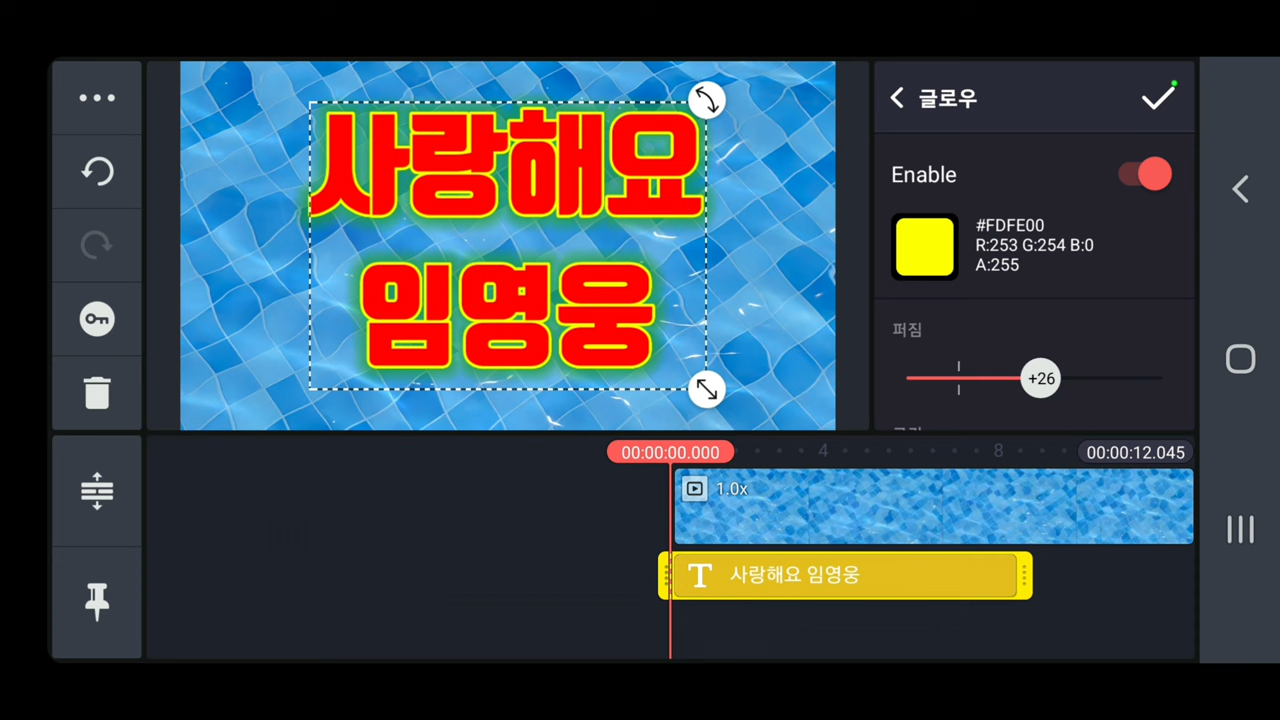 사랑해요
임영웅
글로우
Enable
#FDFE00
R:253 G:254 B:0
A:255
퍼짐
+26
00:00:00.000
4
8
00:00:12.045
1.0x
T 사랑해요 임영웅